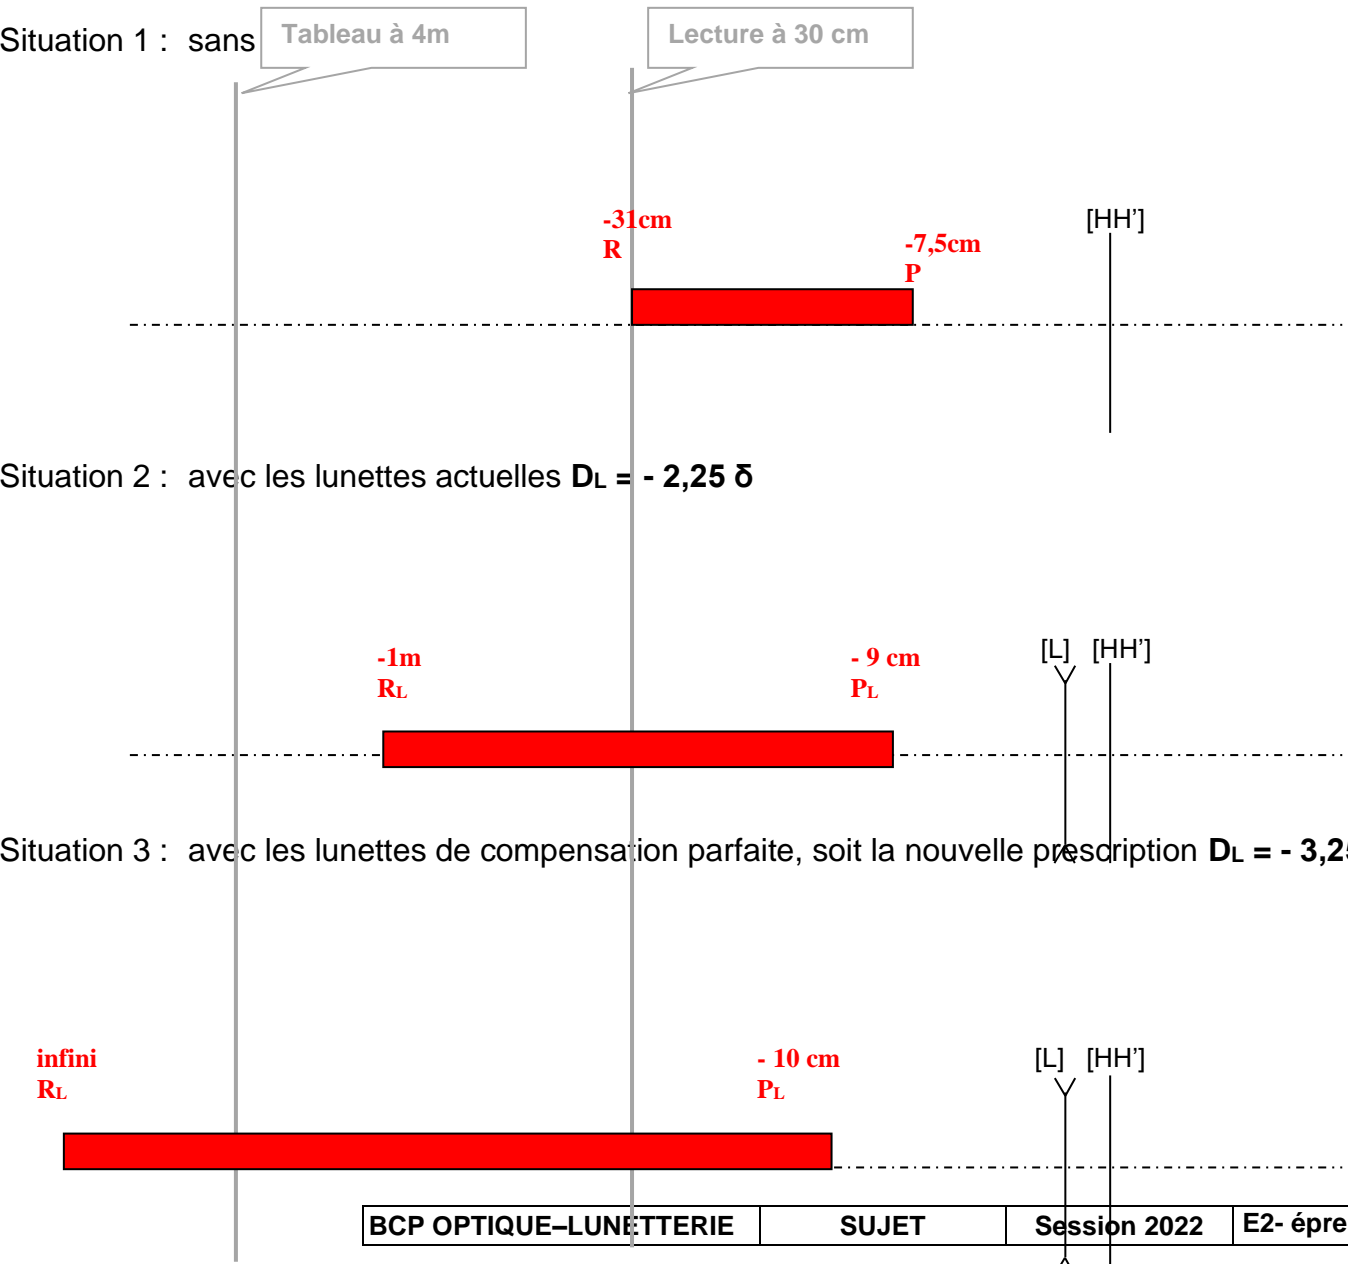 Situation 1 : sans
Tableau à 4m
Lecture à 30 cm
-31cm
R
-7,5cm
P
[HH']
Situation 2 : avec les lunettes actuelles DL = - 2,25 δ
-1m
RL
- 9 cm
PL
[L] [HH']
Situation 3 : avec les lunettes de compensation parfaite, soit la nouvelle prescription DL = - 3,25
infini
RL
- 10 cm
PL
[L] [HH']
BCP OPTIQUE–LUNETTERIE SUJET Session 2022 E2- épre